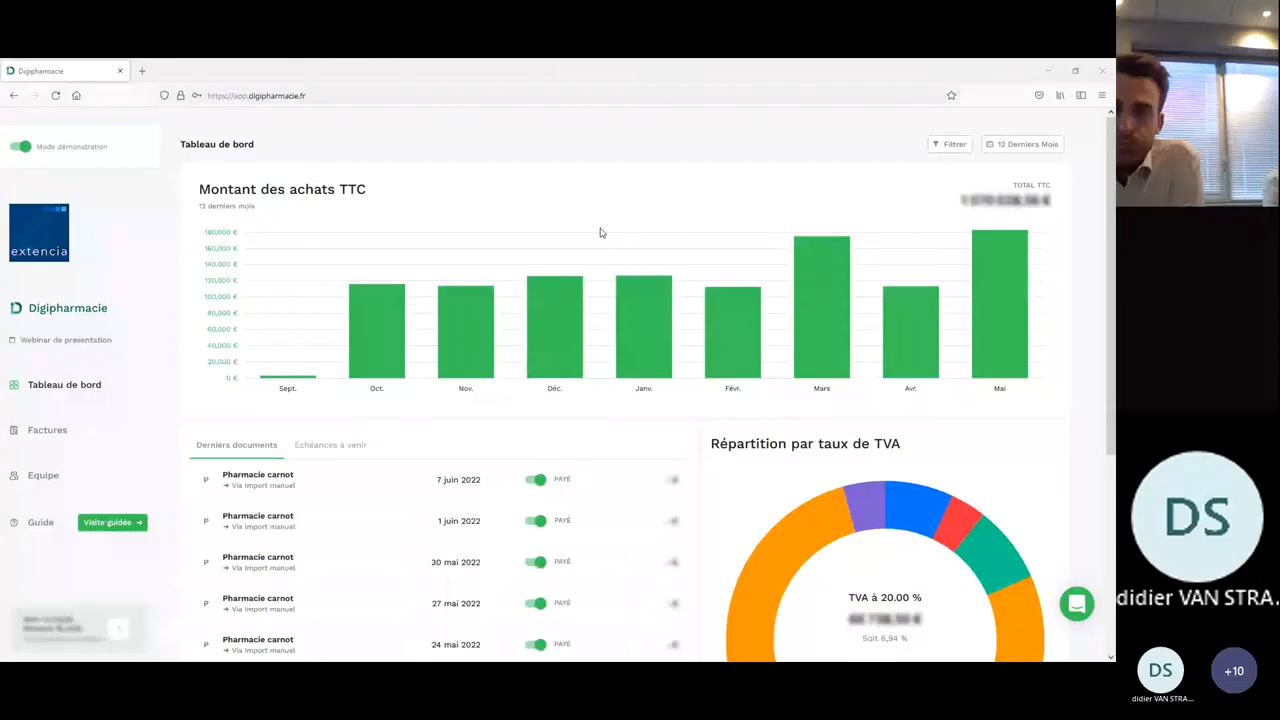 Digipharmacie
https://app.digipharmacie.fr
Mode démonstration
Tableau de bord
Filtrer
12 Derniers Mois
extencia
Montant des achats TTC
12 derniers mois
TOTAL TTC
180,000 €
160,000 €
140,000 €
120,000 €
100,000 €
80,000 €
60,000 €
40,000 €
20,000 €
0 €
Sept. Oct. Nov. Déc. Janv. Févr. Mars Avr. Mai
Digipharmacie
Webinar de presentation
Tableau de bord
Factures
Equipe
Guide
Visite guidée →
Derniers documents Échéances à venir
P Pharmacie carnot 7 juin 2022 PAYÉ
→ Via Import manuel
P Pharmacie carnot 1 juin 2022 PAYÉ
→ Via Import manuel
P Pharmacie carnot 30 mai 2022 PAYÉ
→ Via Import manuel
P Pharmacie carnot 27 mai 2022 PAYÉ
→ Via Import manuel
P Pharmacie carnot 24 mai 2022 PAYÉ
→ Via Import manuel
Répartition par taux de TVA
TVA à 20.00 %
Soit 6,94 %
DS
didier VAN STRA.
DS
didier VAN STRA...
+10